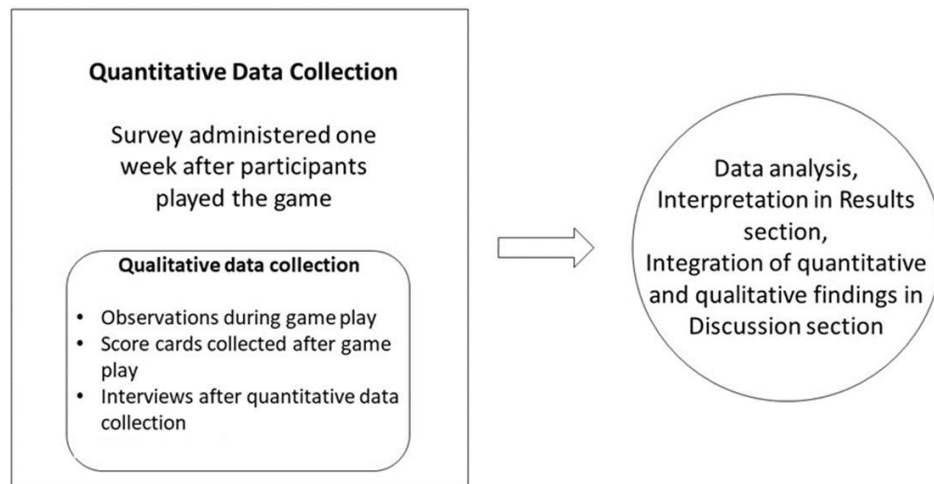 Quantitative Data Collection
Survey administered one
week after participants
played the game
Qualitative data collection
• Observations during game play
• Score cards collected after game
play
• Interviews after quantitative data
collection
Data analysis,
Interpretation in Results
section,
Integration of quantitative
and qualitative findings in
Discussion section